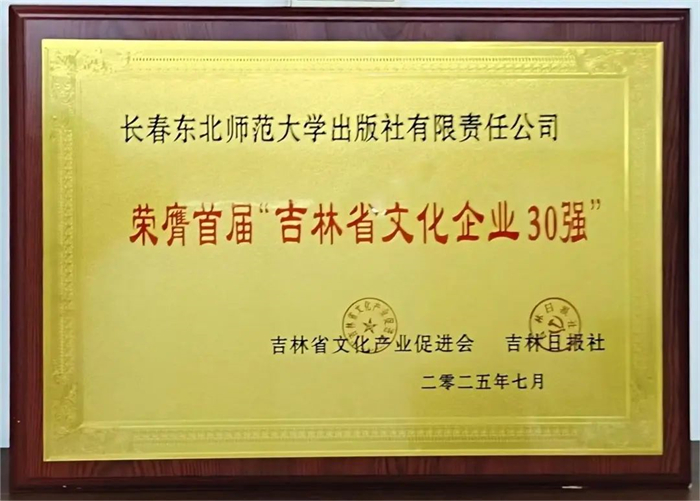 长春东北师范大学出版社有限责任公司
荣膺首届“吉林省文化企业30强”
吉林省文化产业促进会 吉林日报社
二零二五年七月